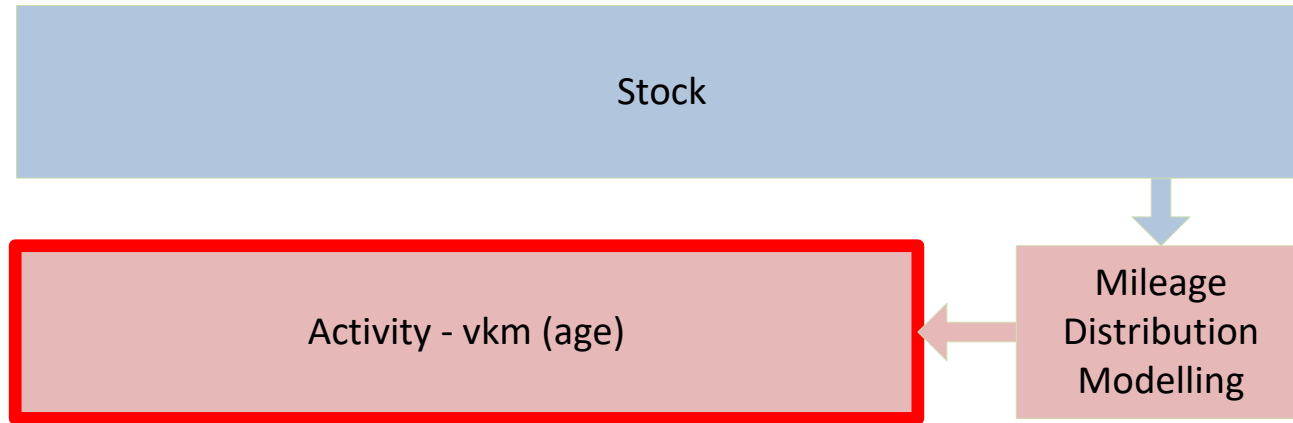 Stock
Activity - vkm (age)
Mileage
Distribution
Modelling